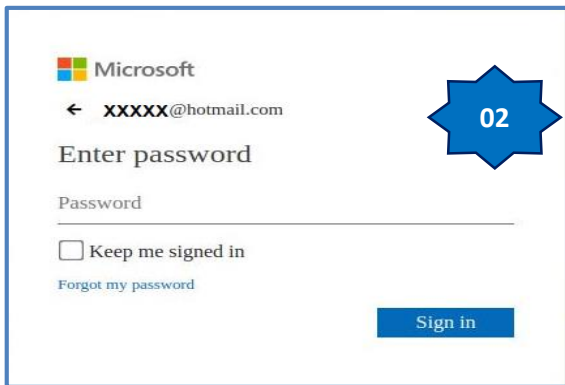 Microsoft
← XXXXX@hotmail.com
02
Enter password
Password
Keep me signed in
Forgot my password
Sign in